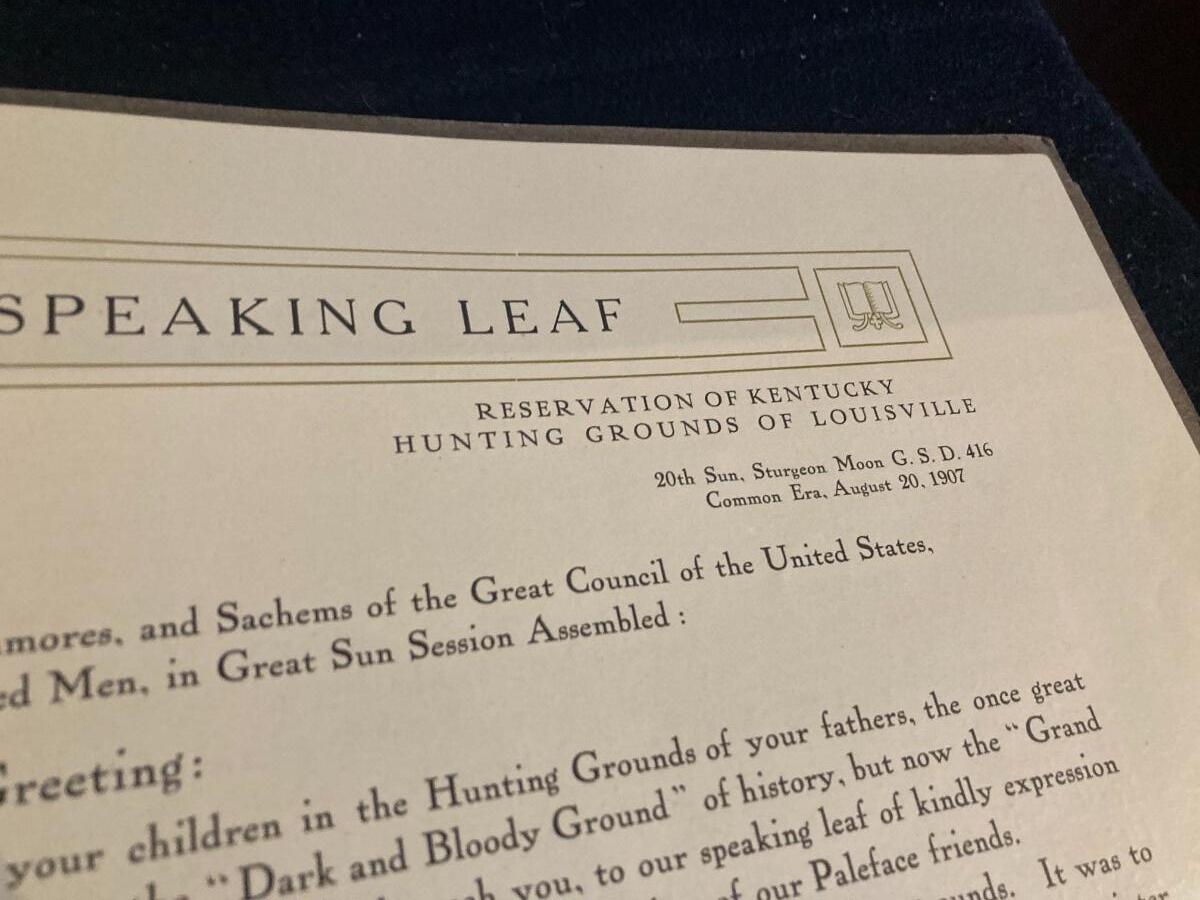 SPEAKING LEAF
RESERVATION OF KENTUCKY
HUNTING GROUNDS OF LOUISVILLE
20th Sun, Sturgeon Moon G. S. D. 416
Common Era, August 20, 1907
mores, and Sachems of the Great Council of the United States,
ed Men, in Great Sun Session Assembled :
Greeting:
your children in the Hunting Grounds of your fathers, the once great
"Dark and Bloody Ground" of history, but now the "Grand
you, to our speaking leaf of kindly expression
of our Paleface friends.
It was to